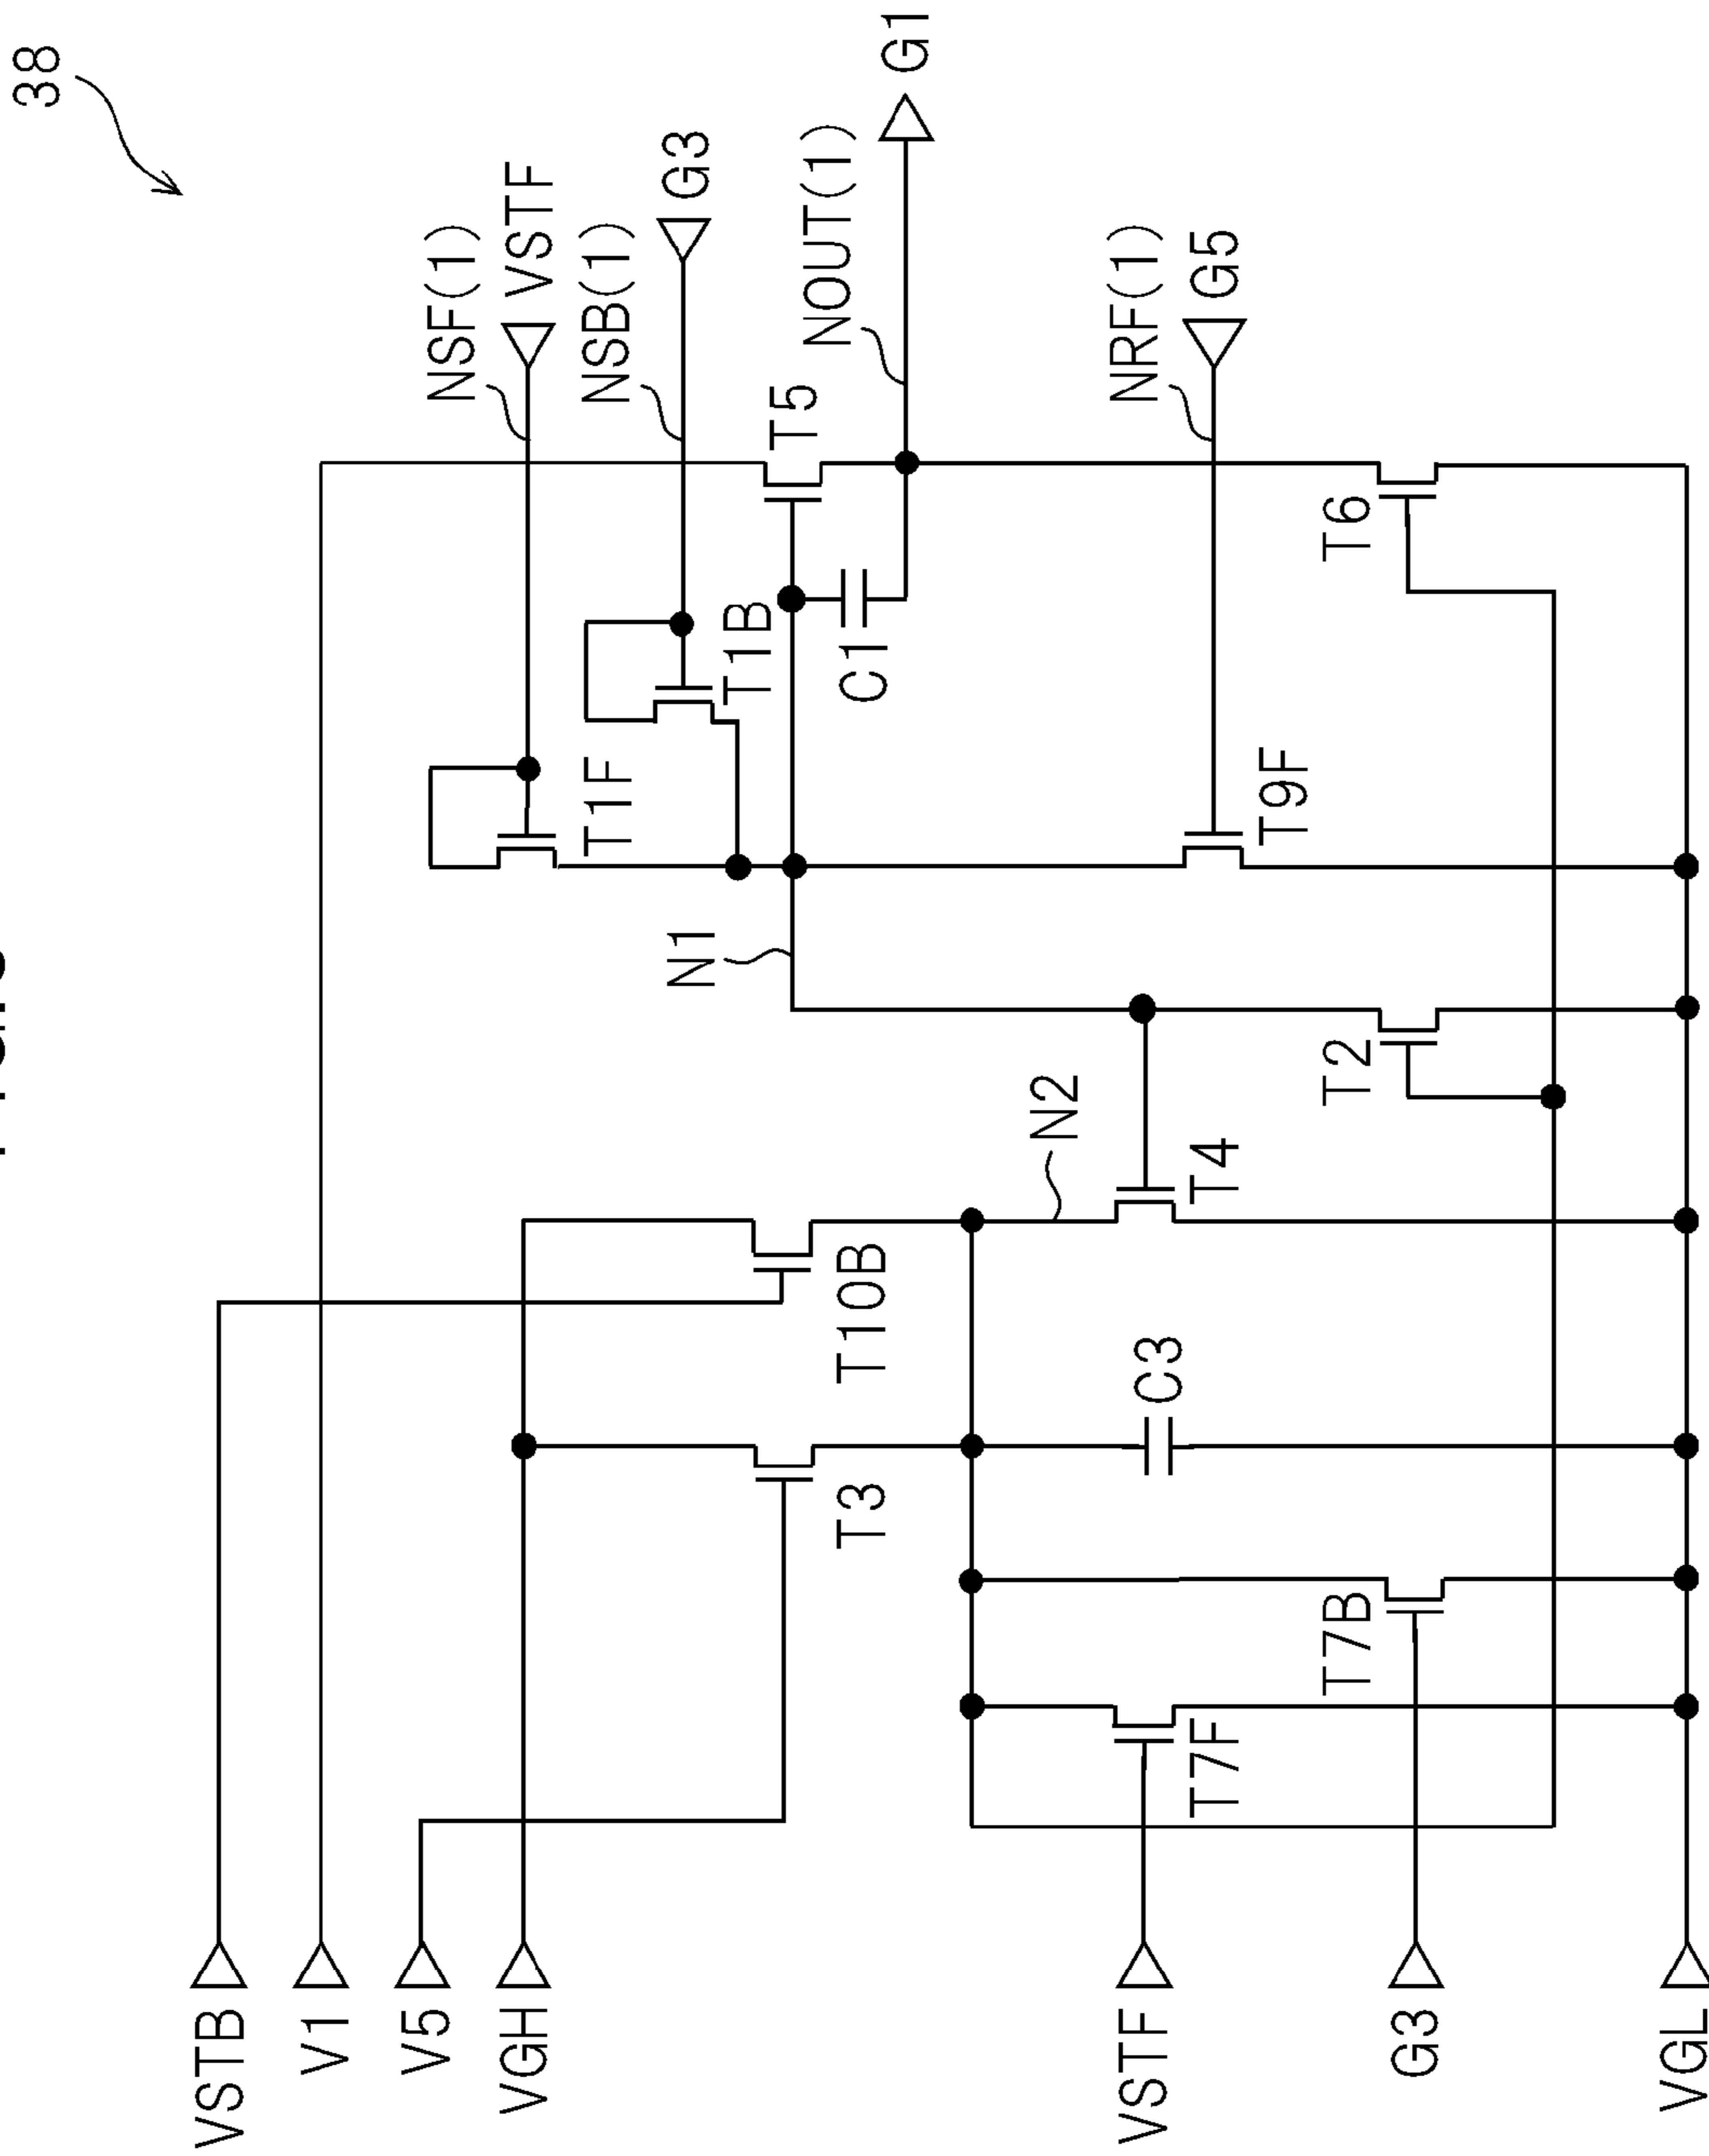 38
VSTB
V1
V5
VGH
VSTF
G3
VGL
NSF(1)
VSTF
NSB(1)
G3
NOUT(1)
G1
NRF(1)
G5
T1F
T1B
T5
C1
N1
T9F
T6
T2
N2
T4
T10B
T3
C3
T7B
T7F